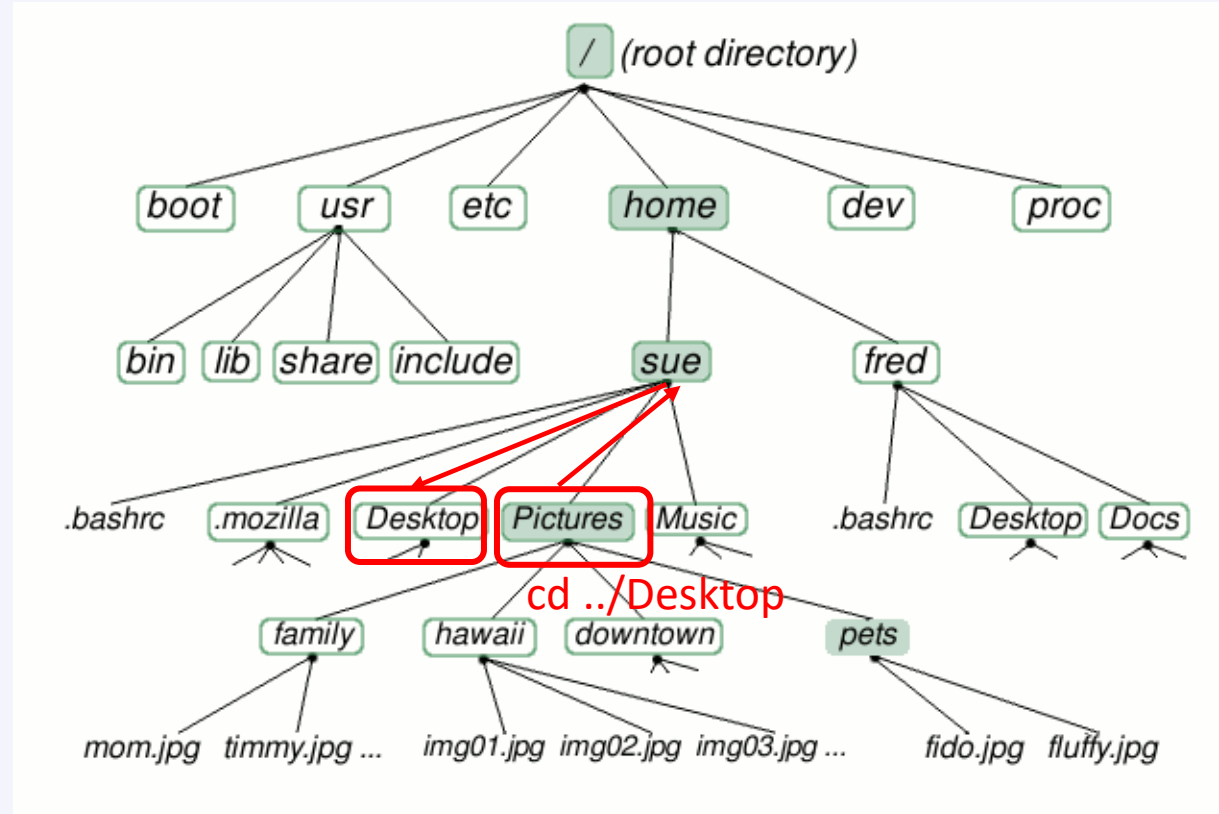 / (root directory)
boot usr etc home dev proc
bin lib share include sue fred
.bashrc .mozilla Desktop Pictures Music .bashrc Desktop Docs
cd ../Desktop
family hawaii downtown pets
mom.jpg timmy.jpg ... img01.jpg img02.jpg img03.jpg ... fido.jpg fluffy.jpg